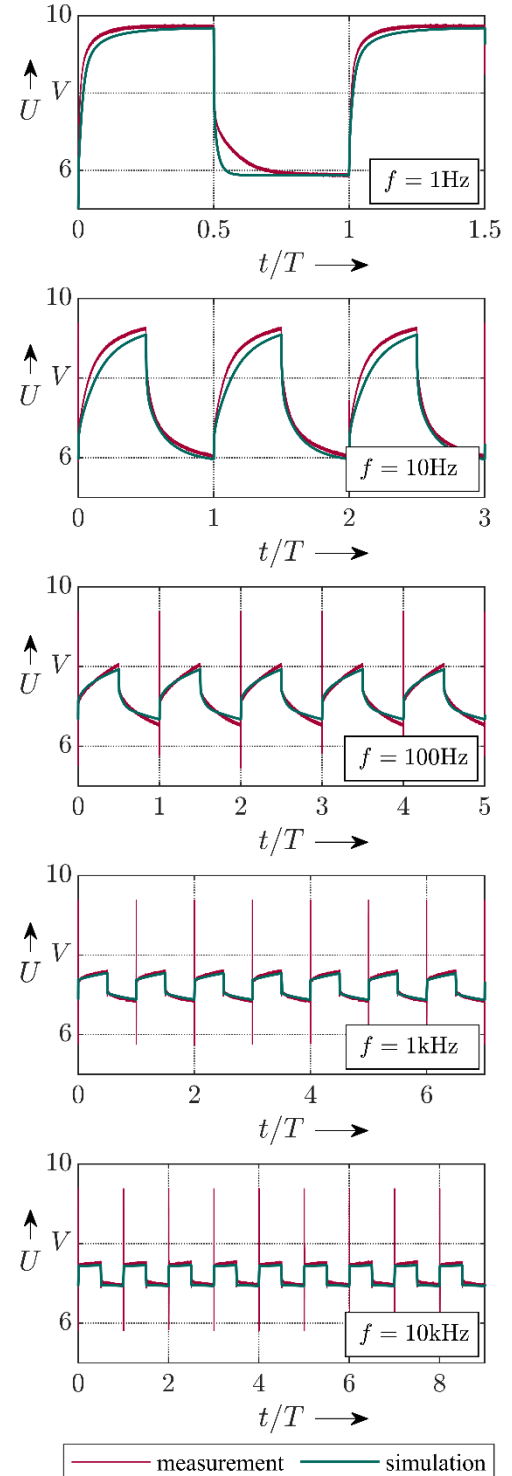 10
V
U
6
f = 1Hz
0 0.5 1 1.5
t/T
10
V
U
6
f = 10Hz
0 1 2 3
t/T
10
V
U
6
f = 100Hz
0 1 2 3 4 5
t/T
10
V
U
6
f = 1kHz
0 2 4 6
t/T
10
V
U
6
f = 10kHz
0 2 4 6 8
t/T
measurement simulation